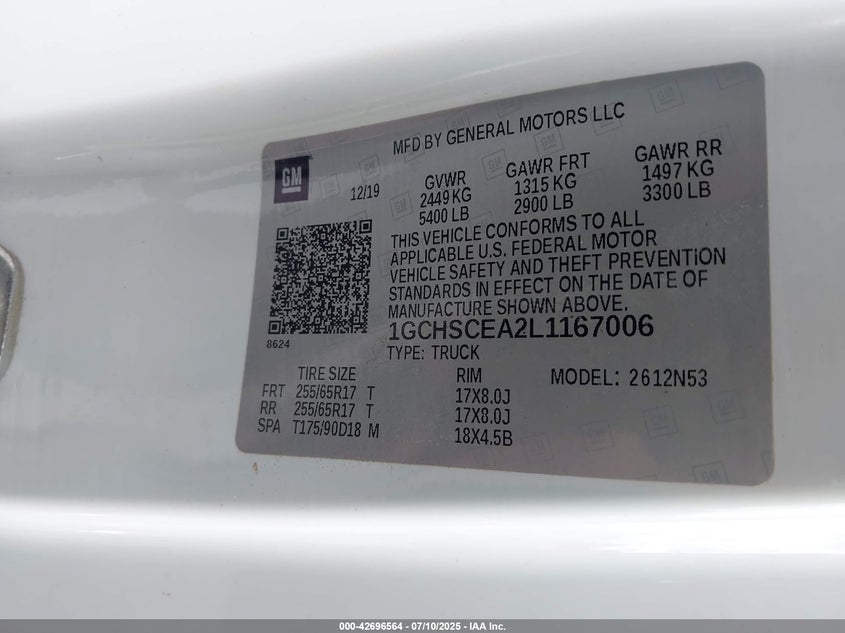 MFD BY GENERAL MOTORS LLC
GM
12/19
GVWR GAWR FRT GAWR RR
2449 KG 1315 KG 1497 KG
5400 LB 2900 LB 3300 LB
THIS VEHICLE CONFORMS TO ALL
APPLICABLE U.S. FEDERAL MOTOR
VEHICLE SAFETY AND THEFT PREVENTION
STANDARDS IN EFFECT ON THE DATE OF
MANUFACTURE SHOWN ABOVE.
8624
1GCHSCEA2L1167006
TYPE: TRUCK
TIRE SIZE RIM MODEL: 2612N53
FRT 255/65R17 T 17X8.0J
RR 255/65R17 T 17X8.0J
SPA T175/90D18 M 18X4.5B
000-42696564 - 07/10/2025 - IAA Inc.